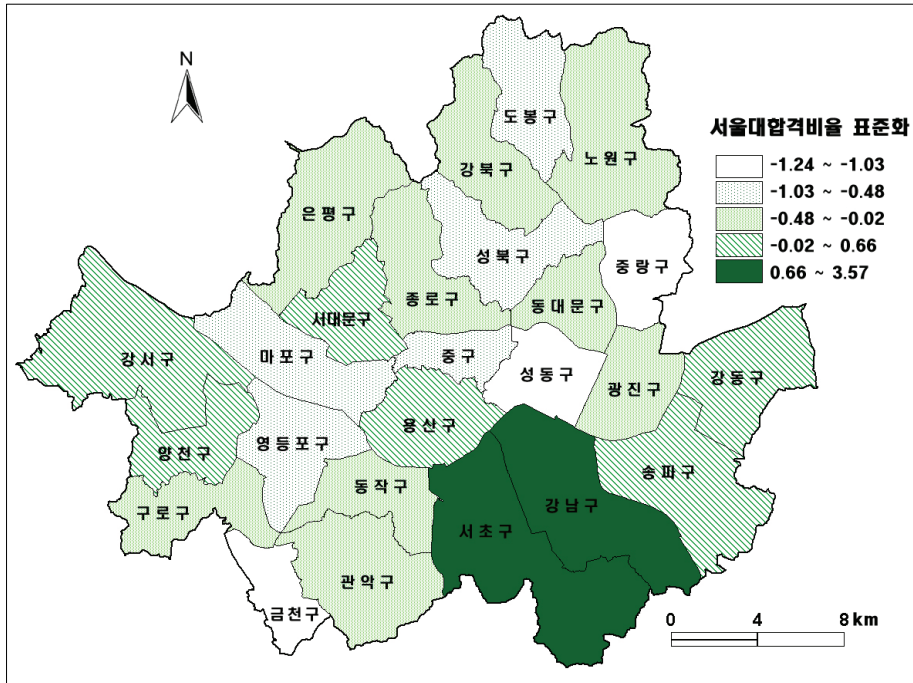 N
서울대합격비율 표준화
-1.24 ~ -1.03
-1.03 ~ -0.48
-0.48 ~ -0.02
-0.02 ~ 0.66
0.66 ~ 3.57
도봉구
노원구
강북구
은평구
성북구
중랑구
종로구
동대문구
서대문구
강서구
마포구
중구
성동구
광진구
강동구
용산구
양천구
영등포구
송파구
동작구
강남구
구로구
서초구
관악구
금천구
0 4 8 km